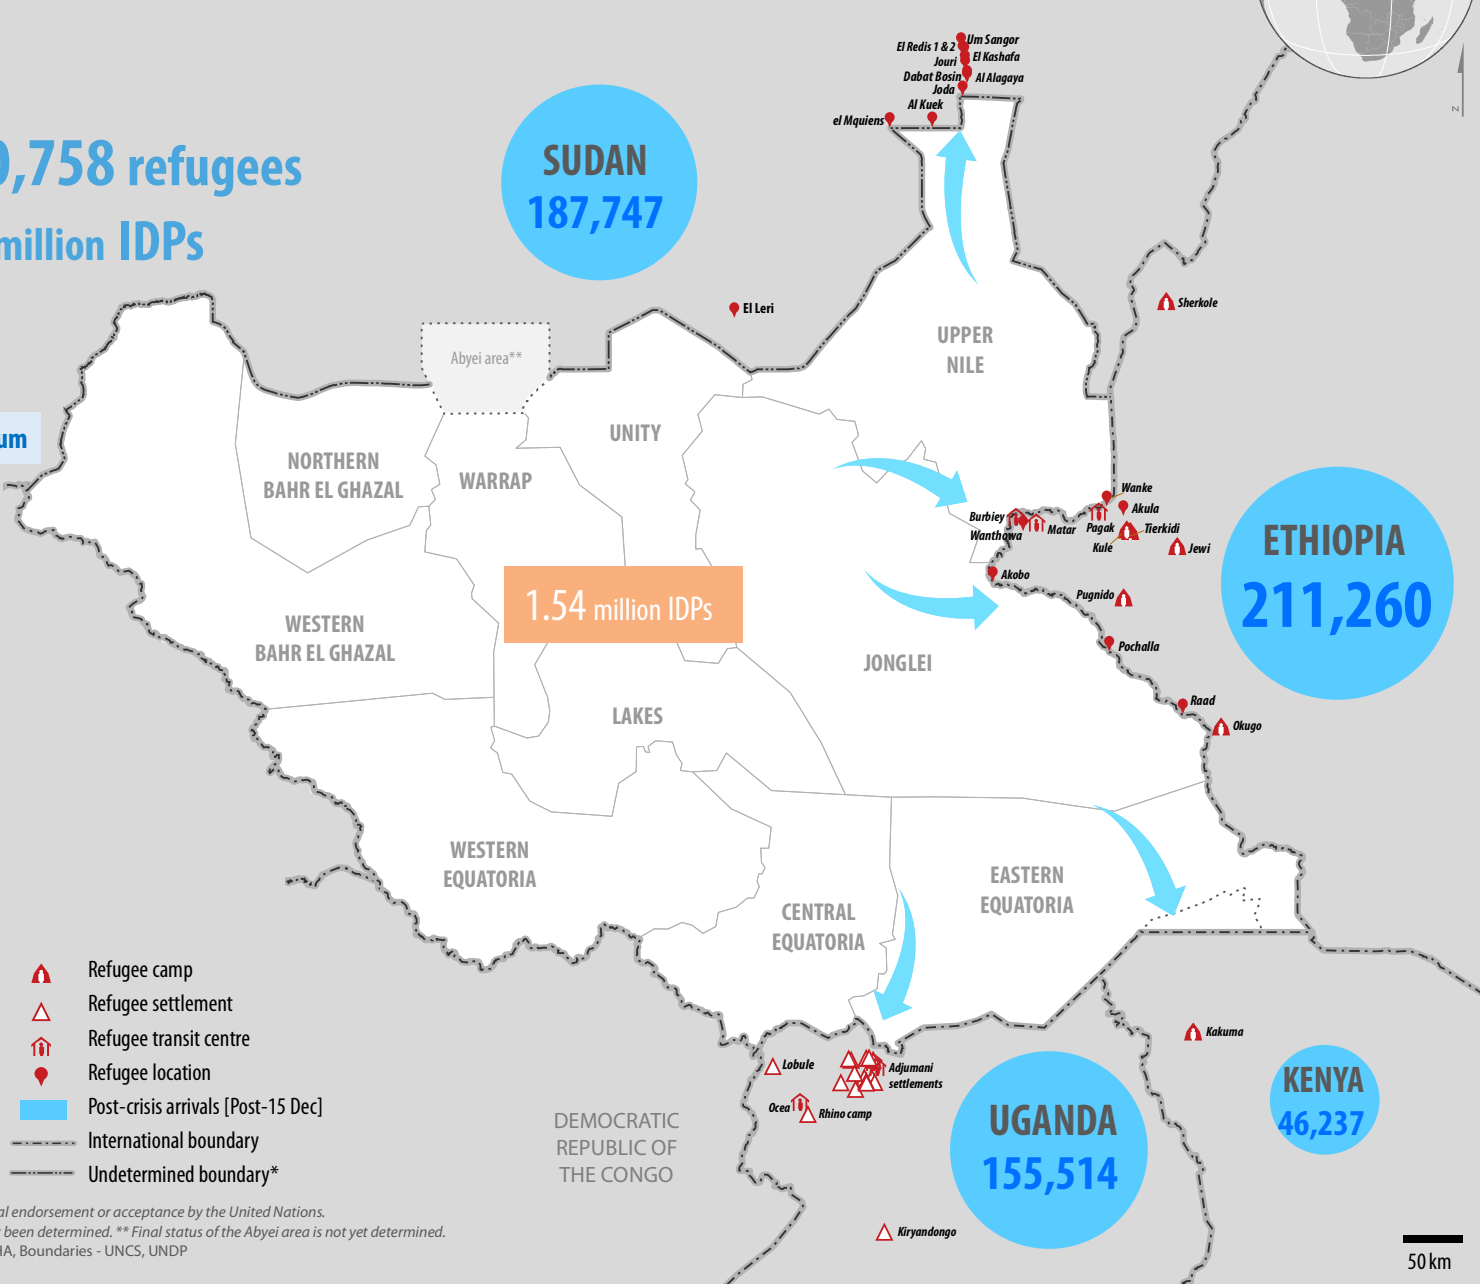 0,758 refugees
million IDPs
um
SUDAN
187,747
Um Sangor
El Redis 1 & 2
El Kashafa
Jouri
Dabat Bosin
Al Alagaya
Joda
Al Kuek
el Mquiens
z
El Leri
Sherkole
Abyei area**
UPPER
NILE
UNITY
NORTHERN
BAHR EL GHAZAL
WARRAP
Wanke
Akula
Burbiey
Wanthowa
Matar
Pagak
Tierkidi
Kule
Jewi
ETHIOPIA
211,260
Akobo
Pugnido
1.54 million IDPs
WESTERN
BAHR EL GHAZAL
JONGLEI
Pochalla
Raad
Okugo
LAKES
WESTERN
EQUATORIA
EASTERN
EQUATORIA
CENTRAL
EQUATORIA
Refugee camp
Refugee settlement
Refugee transit centre
Refugee location
Post-crisis arrivals [Post-15 Dec]
International boundary
Undetermined boundary*
Kakuma
KENYA
46,237
Lobule
Adjumani
settlements
Ocea
Rhino camp
UGANDA
155,514
DEMOCRATIC
REPUBLIC OF
THE CONGO
Kiryandongo
al endorsement or acceptance by the United Nations.
been determined. ** Final status of the Abyei area is not yet determined.
HA, Boundaries - UNCS, UNDP
50 km